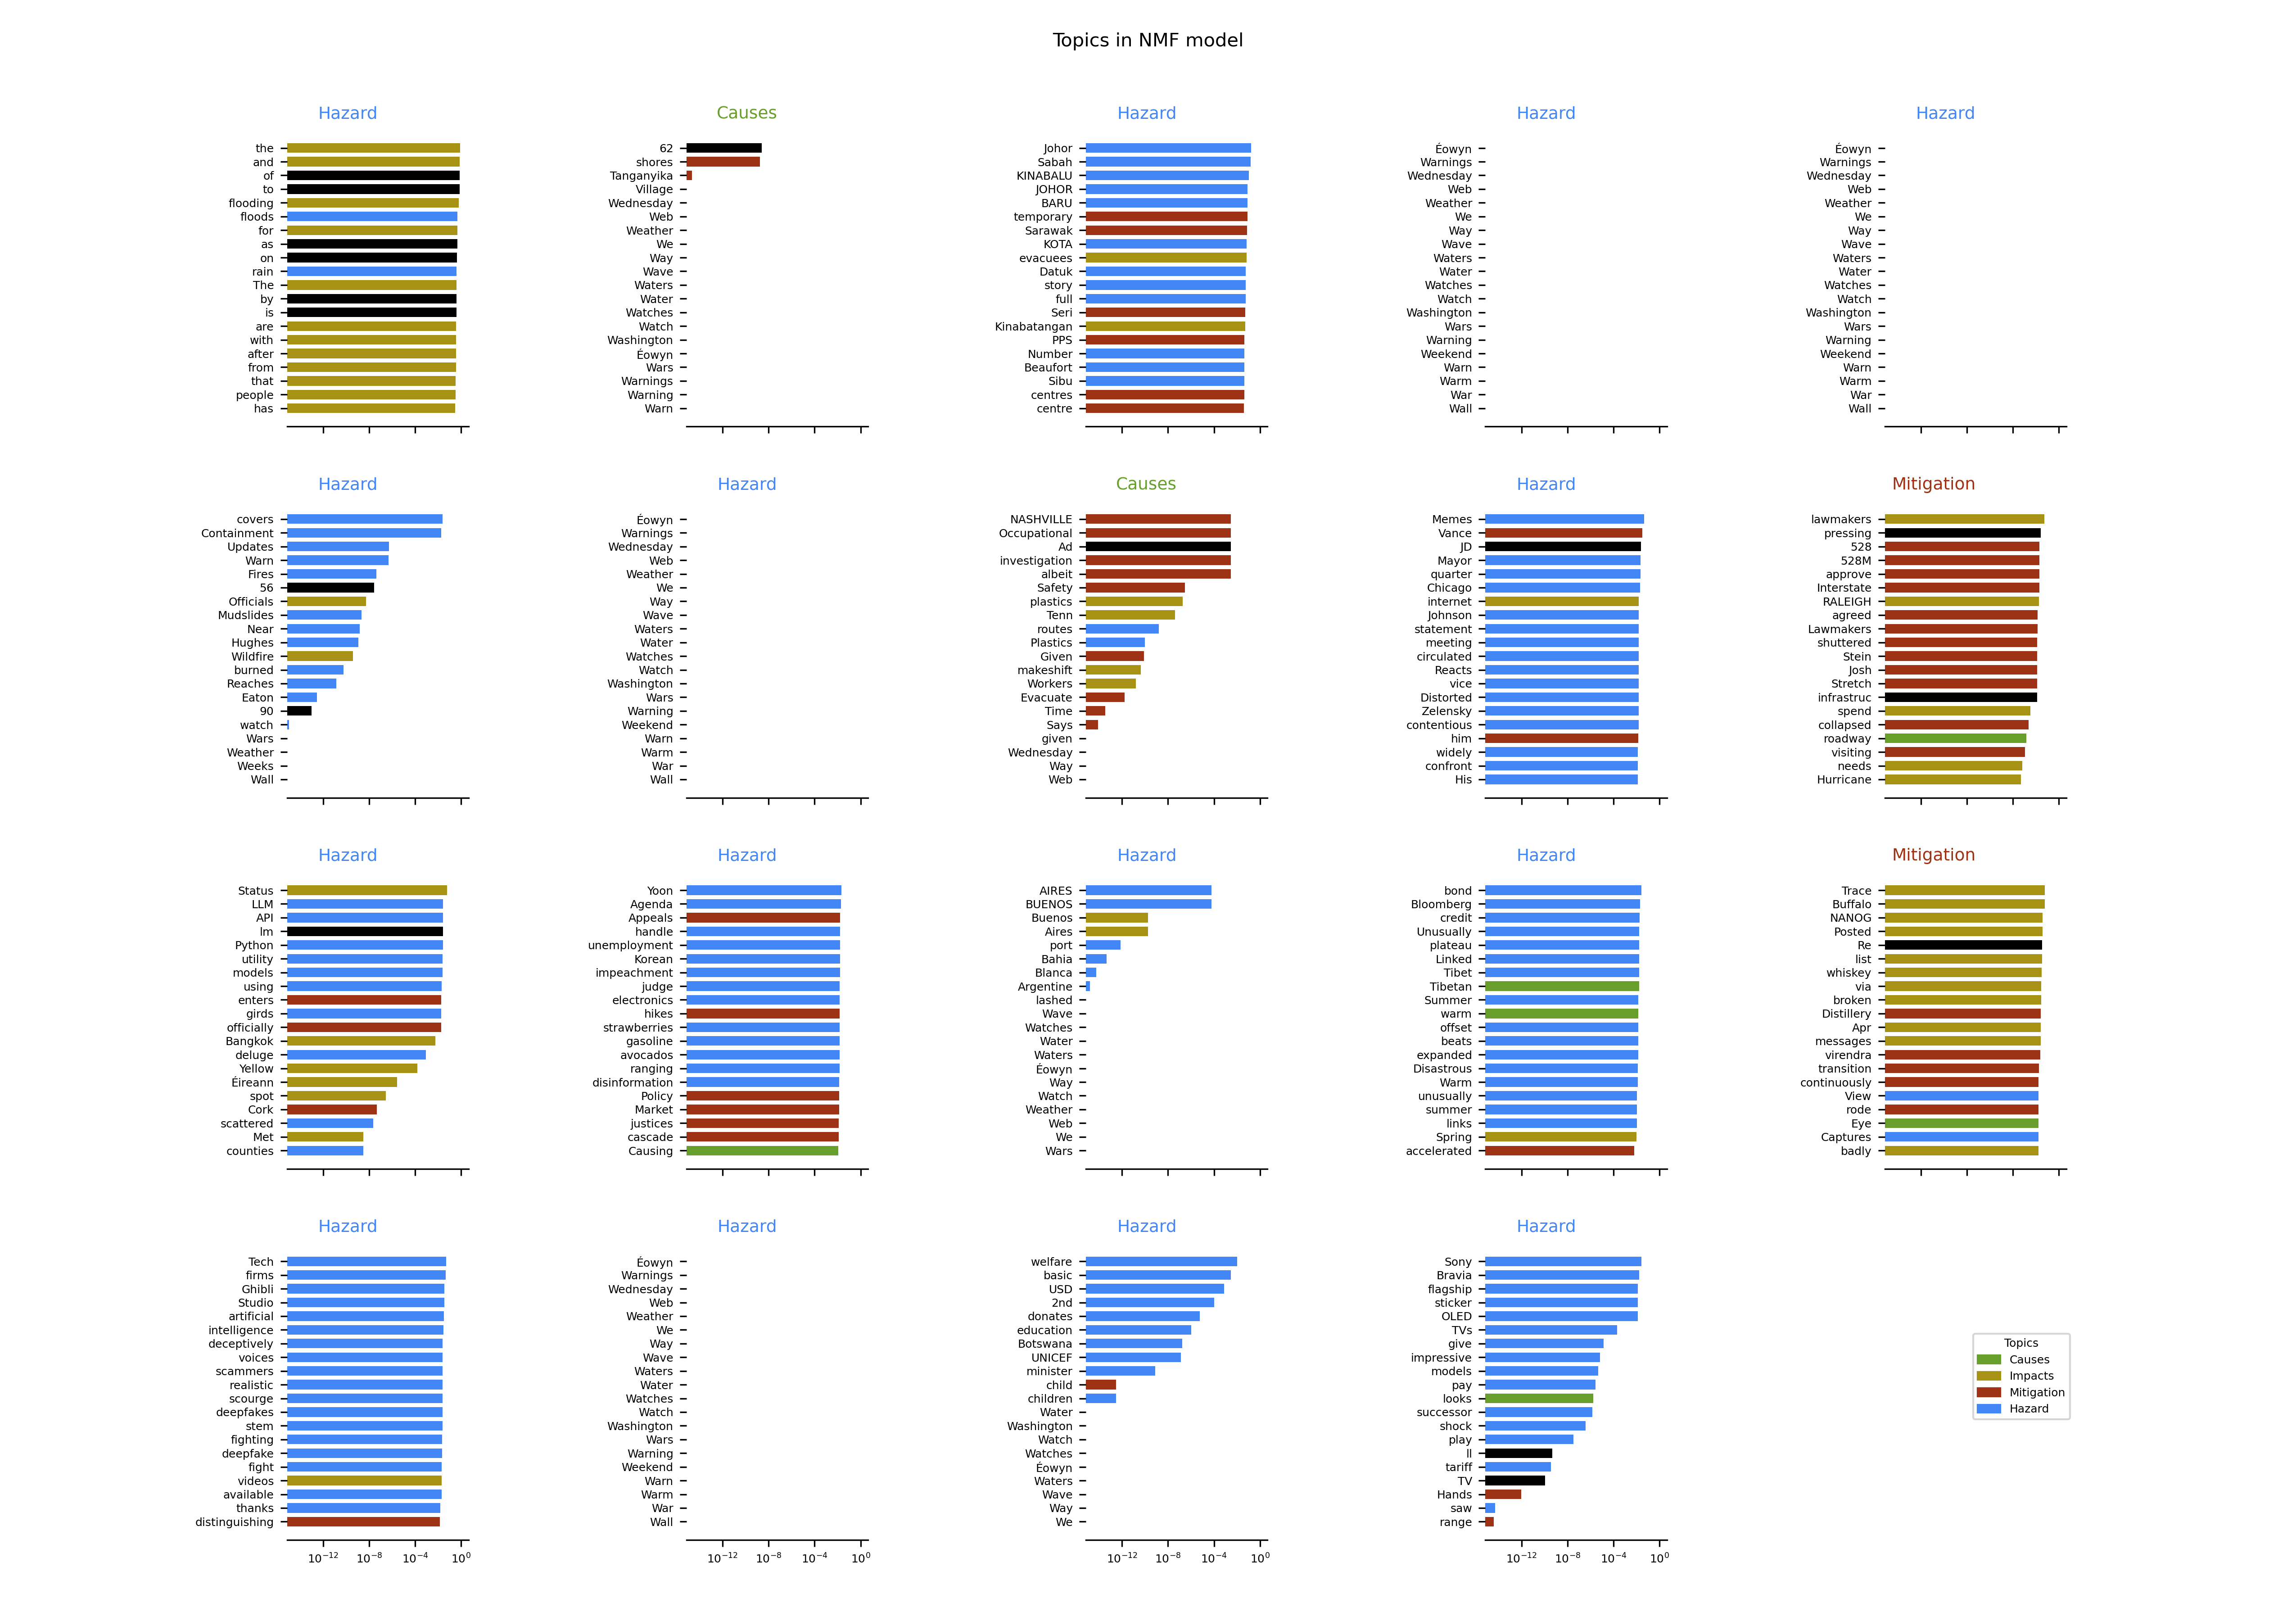 Topics in NMF model
Hazard
the
and
of
to
flooding
floods
for
as
on
rain
The
by
is
are
with
after
from
that
people
has
Causes
62
shores
Tanganyika
Village
Wednesday
Web
Weather
We
Way
Wave
Waters
Water
Watches
Watch
Washington
Éowyn
Wars
Warnings
Warning
Warn
Hazard
Johor
Sabah
KINABALU
JOHOR
BARU
temporary
Sarawak
KOTA
evacuees
Datuk
story
full
Seri
Kinabatangan
PPS
Number
Beaufort
Sibu
centres
centre
Hazard
Éowyn
Warnings
Wednesday
Web
Weather
We
Way
Wave
Waters
Water
Watches
Watch
Washington
Wars
Warning
Weekend
Warn
Warm
War
Wall
Hazard
Éowyn
Warnings
Wednesday
Web
Weather
We
Way
Wave
Waters
Water
Watches
Watch
Washington
Wars
Warning
Weekend
Warn
Warm
War
Wall
Hazard
covers
Containment
Updates
Warn
Fires
56
Officials
Mudslides
Near
Hughes
Wildfire
burned
Reaches
Eaton
90
watch
Wars
Weather
Weeks
Wall
Hazard
Éowyn
Warnings
Wednesday
Web
Weather
We
Way
Wave
Waters
Water
Watches
Watch
Washington
Wars
Warning
Weekend
Warn
Warm
War
Wall
Causes
NASHVILLE
Occupational
Ad
investigation
albeit
Safety
plastics
Tenn
routes
Plastics
Given
makeshift
Workers
Evacuate
Time
Says
given
Wednesday
Way
Web
Hazard
Memes
Vance
JD
Mayor
quarter
Chicago
internet
Johnson
statement
meeting
circulated
Reacts
vice
Distorted
Zelensky
contentious
him
widely
confront
His
Mitigation
lawmakers
pressing
528
528M
approve
Interstate
RALEIGH
agreed
Lawmakers
shuttered
Stein
Josh
Stretch
infrastruc
spend
collapsed
roadway
visiting
needs
Hurricane
Hazard
Status
LLM
API
lm
Python
utility
models
using
enters
girds
officially
Bangkok
deluge
Yellow
Éireann
spot
Cork
scattered
Met
counties
Hazard
Yoon
Agenda
Appeals
handle
unemployment
Korean
impeachment
judge
electronics
hikes
strawberries
gasoline
avocados
ranging
disinformation
Policy
Market
justices
cascade
Causing
Hazard
AIRES
BUENOS
Buenos
Aires
port
Bahia
Blanca
Argentine
lashed
Wave
Watches
Water
Waters
Éowyn
Way
Watch
Weather
Web
We
Wars
Hazard
bond
Bloomberg
credit
Unusually
plateau
Linked
Tibet
Tibetan
Summer
warm
offset
beats
expanded
Disastrous
Warm
unusually
summer
links
Spring
accelerated
Mitigation
Trace
Buffalo
NANOG
Posted
Re
list
whiskey
via
broken
Distillery
Apr
messages
virendra
transition
continuously
View
rode
Eye
Captures
badly
Hazard
Tech
firms
Ghibli
Studio
artificial
intelligence
deceptively
voices
scammers
realistic
scourge
deepfakes
stem
fighting
deepfake
fight
videos
available
thanks
distinguishing
10⁻¹² 10⁻⁸ 10⁻⁴ 10⁰
Hazard
Éowyn
Warnings
Wednesday
Web
Weather
We
Way
Wave
Waters
Water
Watches
Watch
Washington
Wars
Warning
Weekend
Warn
Warm
War
Wall
10⁻¹² 10⁻⁸ 10⁻⁴ 10⁰
Hazard
welfare
basic
USD
2nd
donates
education
Botswana
UNICEF
minister
child
children
Water
Washington
Watch
Watches
Éowyn
Waters
Wave
Way
We
10⁻¹² 10⁻⁸ 10⁻⁴ 10⁰
Hazard
Sony
Bravia
flagship
sticker
OLED
TVs
give
impressive
models
pay
looks
successor
shock
play
ll
tariff
TV
Hands
saw
range
10⁻¹² 10⁻⁸ 10⁻⁴ 10⁰
Topics
Causes
Impacts
Mitigation
Hazard